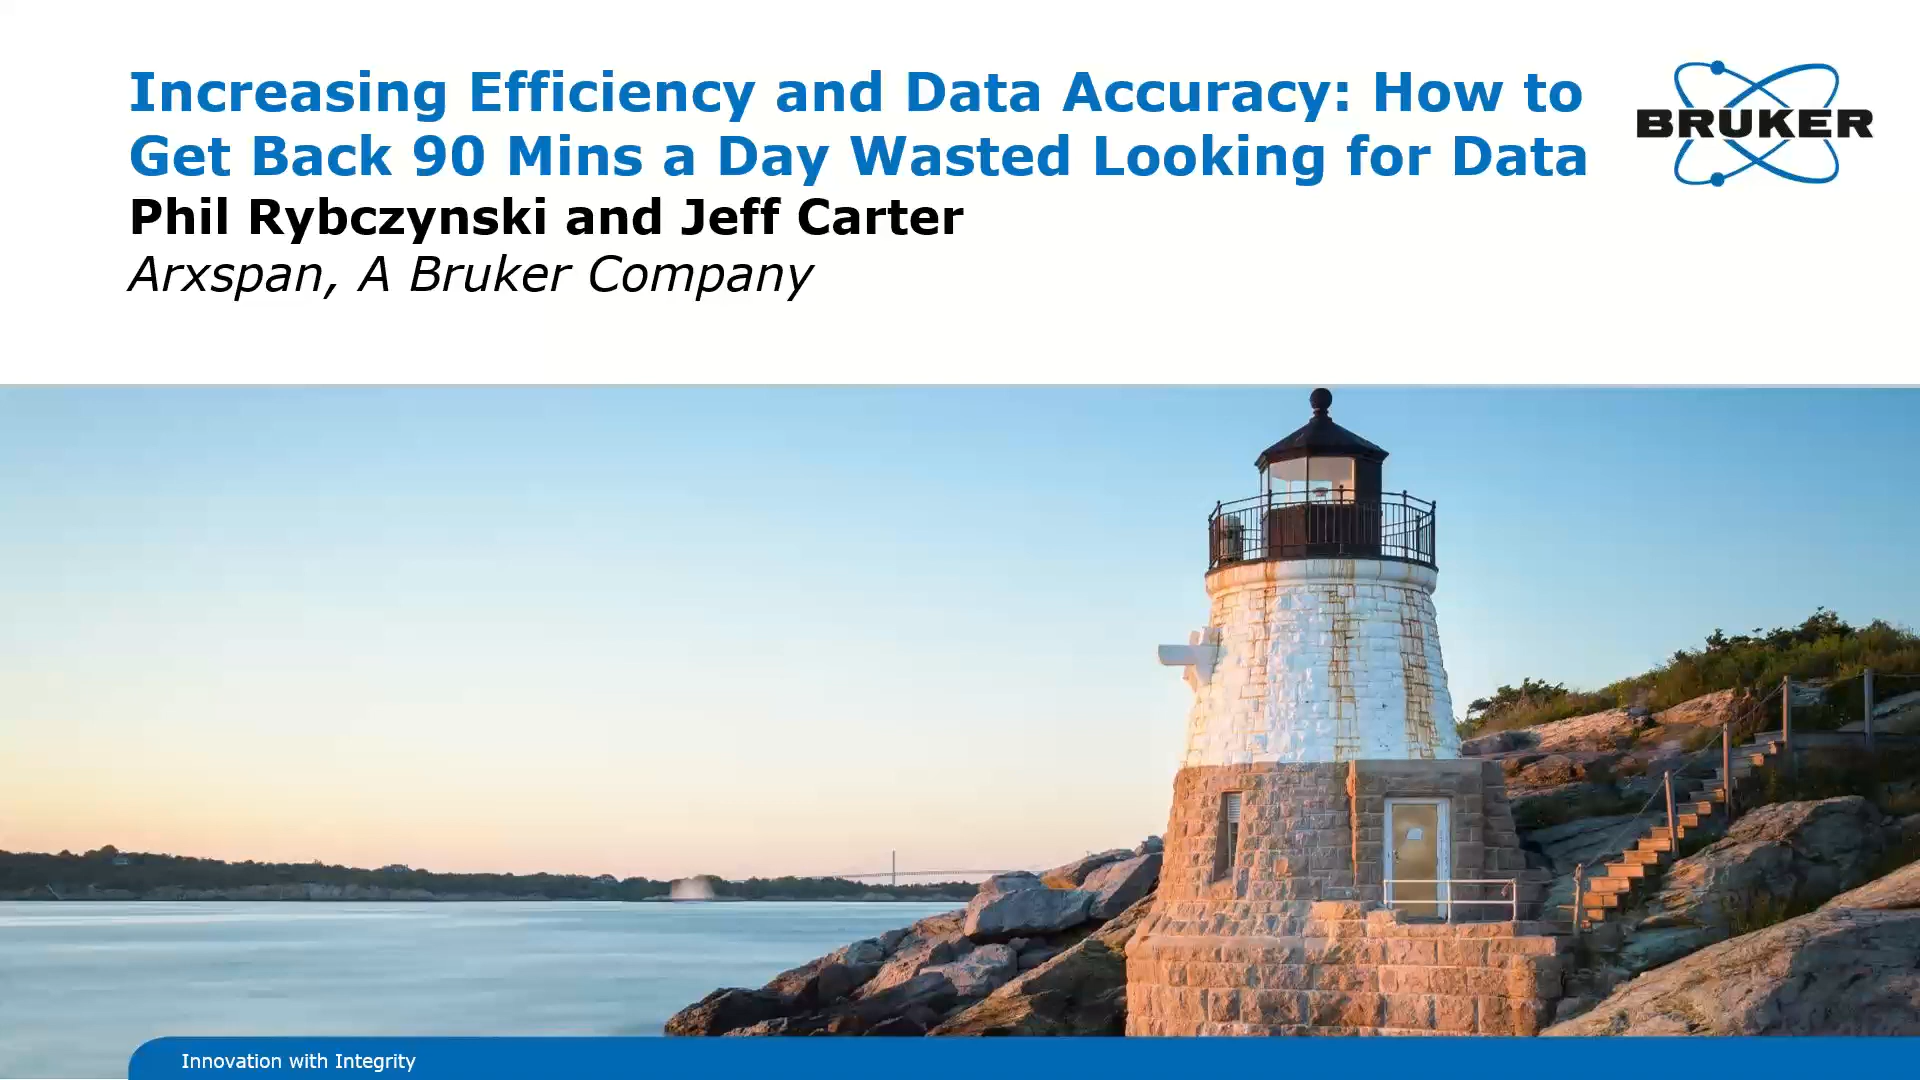 Increasing Efficiency and Data Accuracy: How to
Get Back 90 Mins a Day Wasted Looking for Data
Phil Rybczynski and Jeff Carter
Arxspan, A Bruker Company
BRUKER
Innovation with Integrity